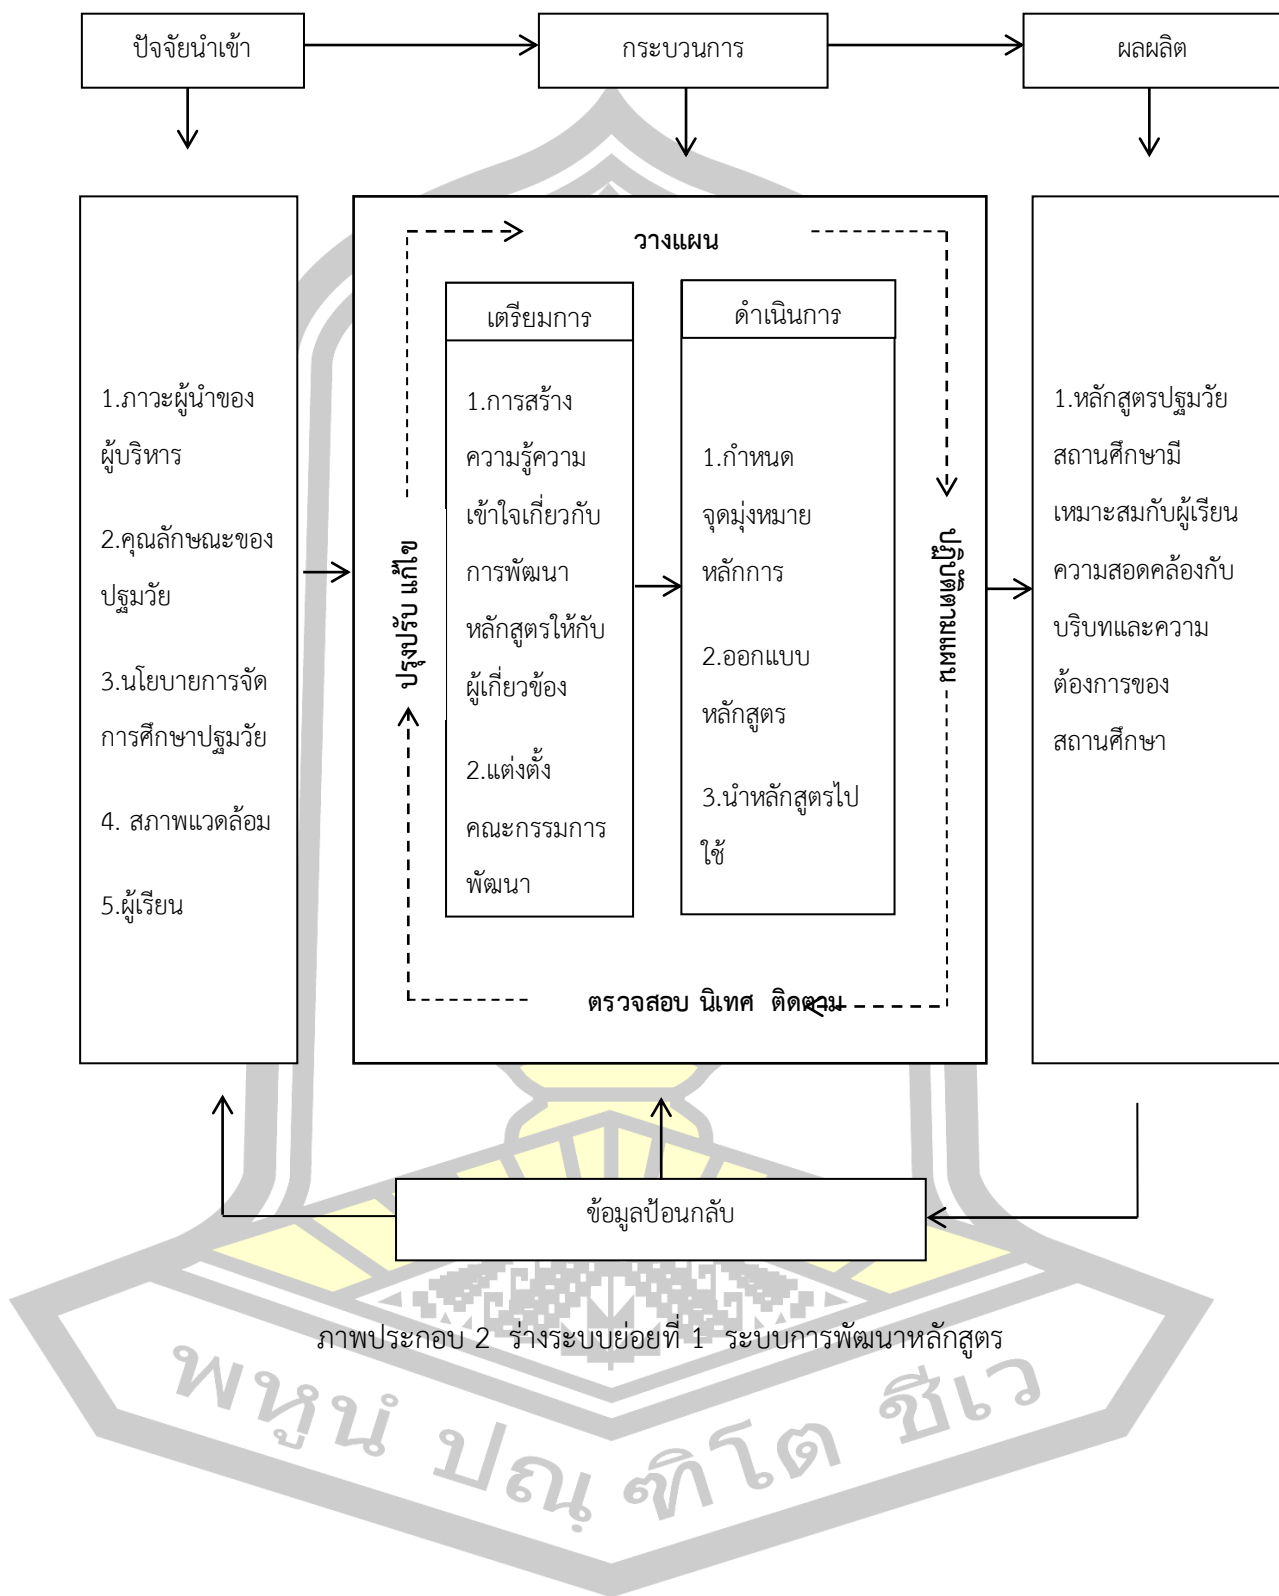 ปัจจัยนำเข้า
กระบวนการ
ผลผลิต
1.ภาวะผู้นำของ
ผู้บริหาร
2.คุณลักษณะของ
ปฐมวัย
3.นโยบายการจัด
การศึกษาปฐมวัย
4. สภาพแวดล้อม
5.ผู้เรียน
วางแผน
ปรุงปรับ แก้ไข
เตรียมการ
1.การสร้าง
ความรู้ความ
เข้าใจเกี่ยวกับ
การพัฒนา
หลักสูตรให้กับ
ผู้เกี่ยวข้อง
2.แต่งตั้ง
คณะกรรมการ
พัฒนา
ดำเนินการ
1.กำหนด
จุดมุ่งหมาย
หลักการ
2.ออกแบบ
หลักสูตร
3.นำหลักสูตรไป
ใช้
ปฏิบัติตามแผน
ตรวจสอบ นิเทศ ติดตาม
1.หลักสูตรปฐมวัย
สถานศึกษามี
เหมาะสมกับผู้เรียน
ความสอดคล้องกับ
บริบทและความ
ต้องการของ
สถานศึกษา
ข้อมูลป้อนกลับ
ภาพประกอบ 2 ร่างระบบย่อยที่ 1 ระบบการพัฒนาหลักสูตร
พหูนํ ปณฺ ฑิโต ชีเว